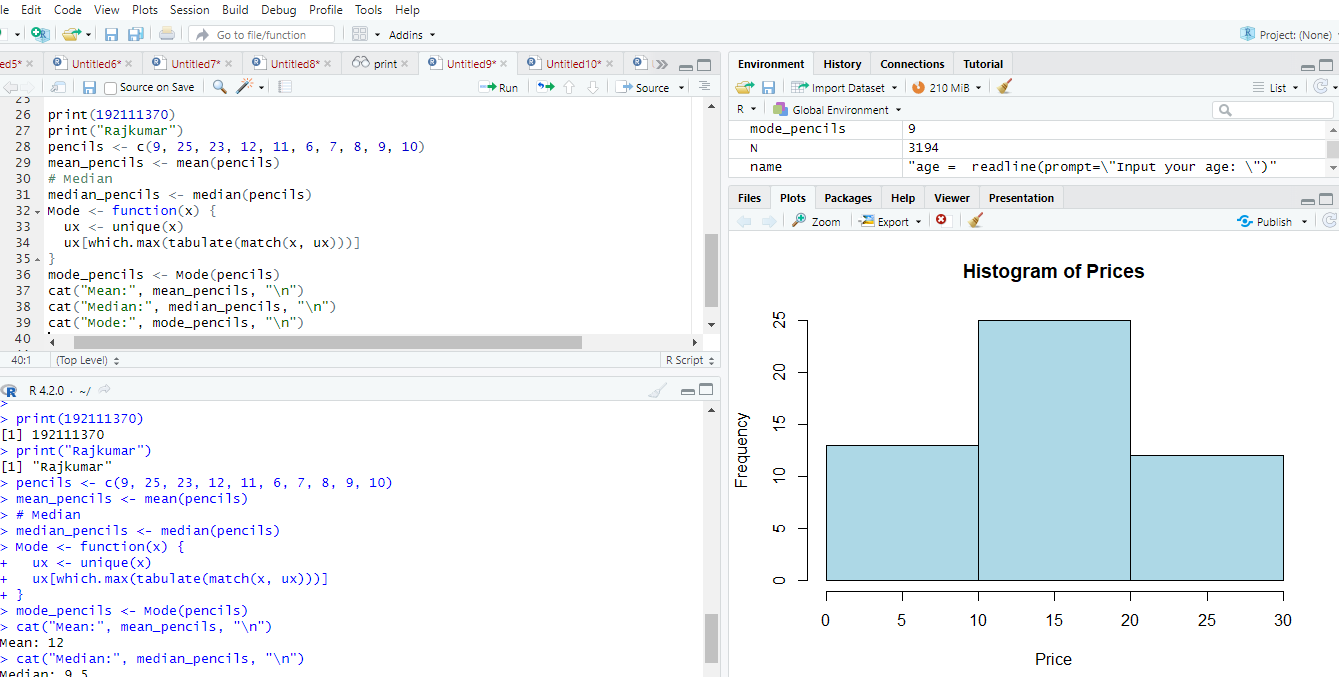 le Edit Code View Plots Session Build Debug Profile Tools Help
Go to file/function Addins Project: (None)
ed5* Untitled6* Untitled7* Untitled8* print Untitled9* Untitled10*
Source on Save Run Source
25
26 print(192111370)
27 print("Rajkumar")
28 pencils <- c(9, 25, 23, 12, 11, 6, 7, 8, 9, 10)
29 mean_pencils <- mean(pencils)
30 # Median
31 median_pencils <- median(pencils)
32 Mode <- function(x) {
33 ux <- unique(x)
34 ux[which.max(tabulate(match(x, ux)))]
35 }
36 mode_pencils <- Mode(pencils)
37 cat("Mean:", mean_pencils, "\n")
38 cat("Median:", median_pencils, "\n")
39 cat("Mode:", mode_pencils, "\n")
40
40:1 (Top Level) R Script
R 4.2.0 · ~/
>
> print(192111370)
[1] 192111370
> print("Rajkumar")
[1] "Rajkumar"
> pencils <- c(9, 25, 23, 12, 11, 6, 7, 8, 9, 10)
> mean_pencils <- mean(pencils)
> # Median
> median_pencils <- median(pencils)
> Mode <- function(x) {
+ ux <- unique(x)
+ ux[which.max(tabulate(match(x, ux)))]
+ }
> mode_pencils <- Mode(pencils)
> cat("Mean:", mean_pencils, "\n")
Mean: 12
> cat("Median:", median_pencils, "\n")
Median: 9.5
Environment History Connections Tutorial
Import Dataset 210 MiB List
R Global Environment
mode_pencils 9
N 3194
name "age = readline(prompt=\"Input your age: \")"
Files Plots Packages Help Viewer Presentation
Zoom Export Publish
Histogram of Prices
Frequency
25
20
15
10
5
0
0 5 10 15 20 25 30
Price